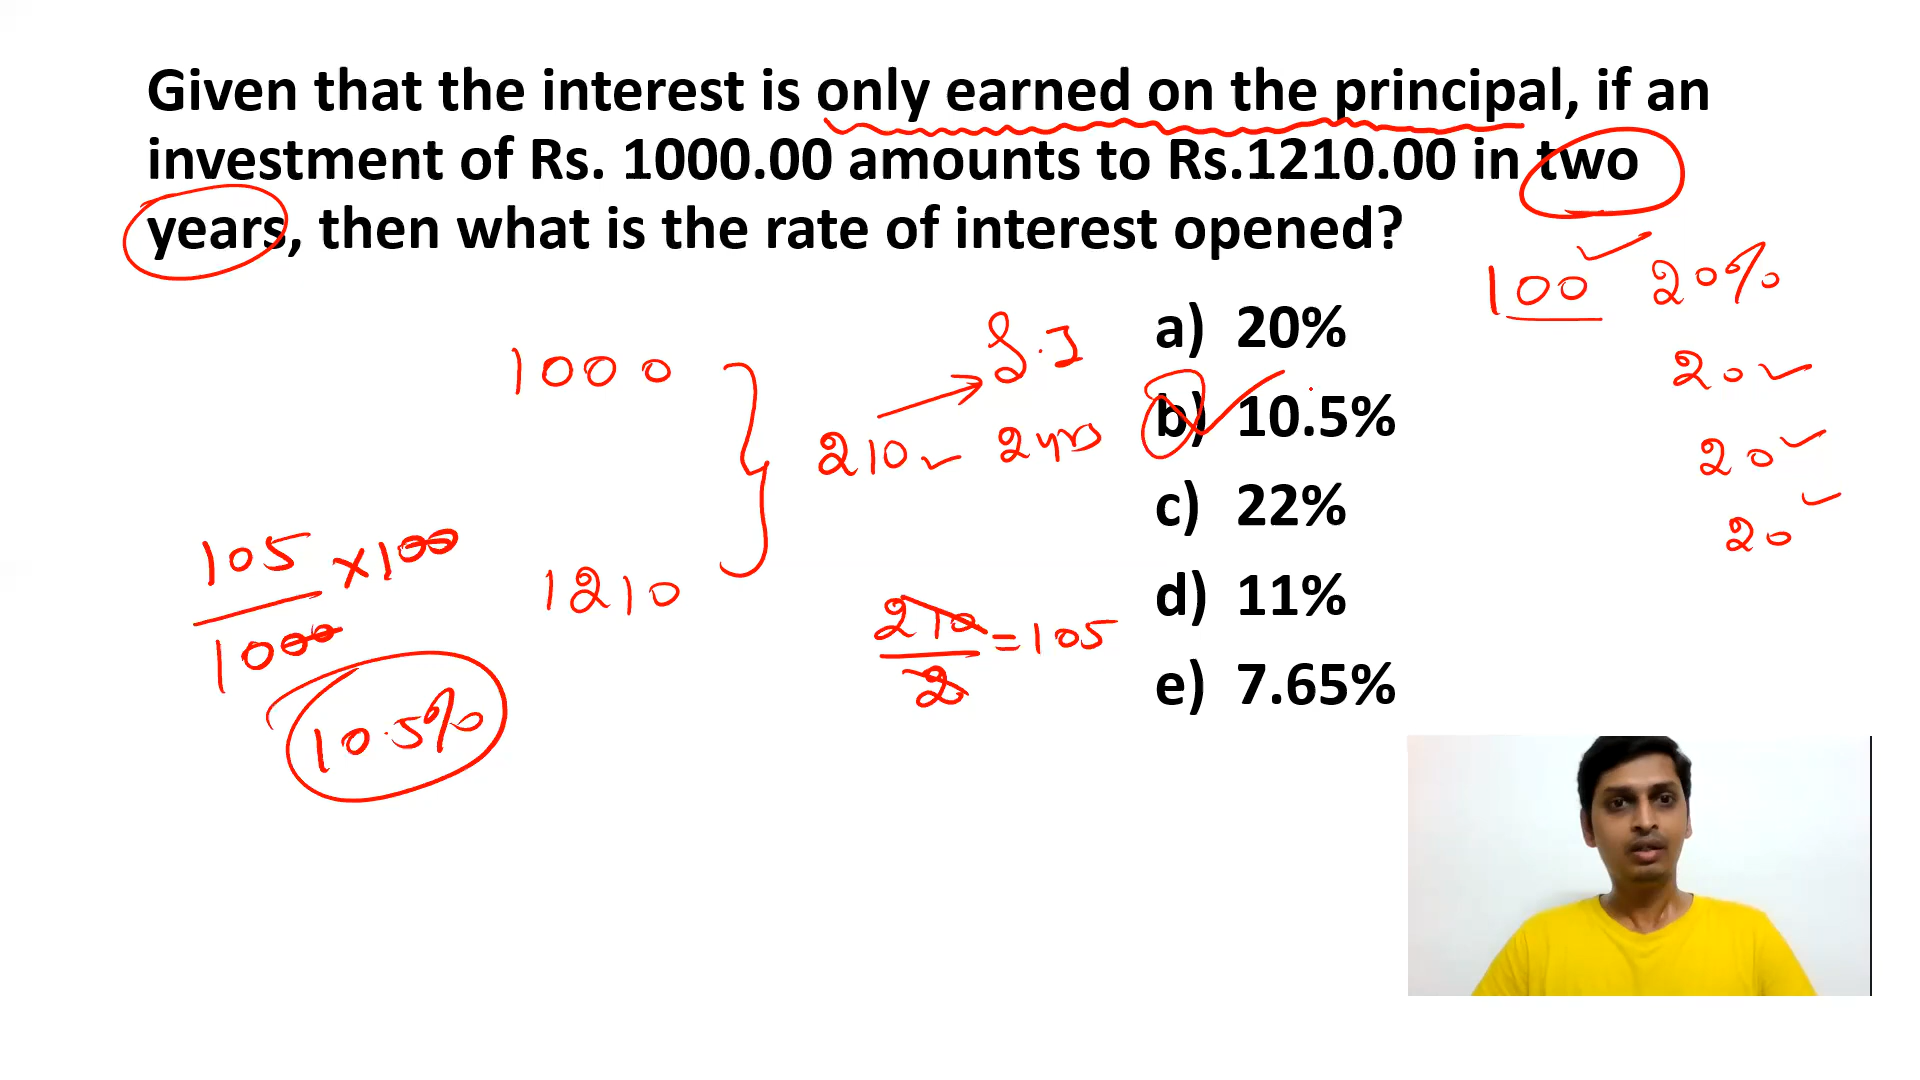 Given that the interest is only earned on the principal, if an
investment of Rs. 1000.00 amounts to Rs.1210.00 in two
years, then what is the rate of interest opened?
100 20%
20
20
20
a) 20%
b) 10.5%
c) 22%
d) 11%
e) 7.65%
1000
S.I
210 2 yrs
1210
210/2 = 105
105/1000 × 100
10.5%